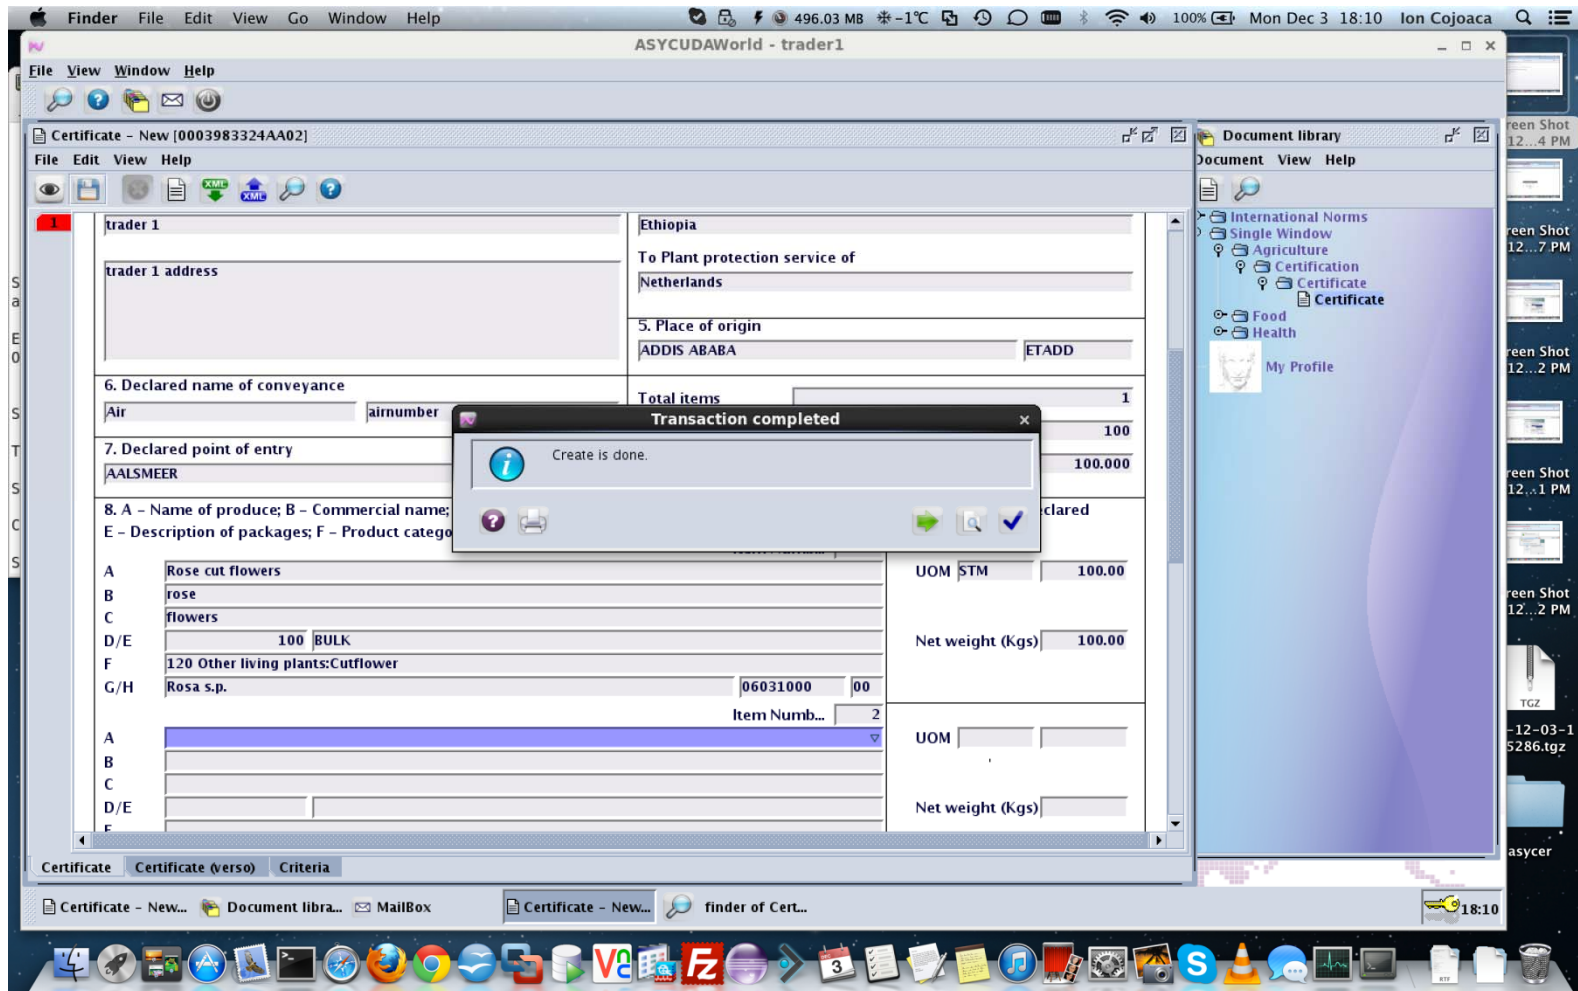 Finder File Edit View Go Window Help 496.03 MB -1°C 100% Mon Dec 3 18:10 Ion Cojoaca
ASYCUDAWorld - trader1
File View Window Help
Certificate - New [0003983324AA02]
File Edit View Help
XML XML
1
trader 1
trader 1 address
Ethiopia
To Plant protection service of
Netherlands
5. Place of origin
ADDIS ABABA ETADD
6. Declared name of conveyance
Air airnumber
7. Declared point of entry
AALSMEER
Total items 1
100
100.000
Transaction completed
Create is done.
8. A - Name of produce; B - Commercial name; clared
E - Description of packages; F - Product catego
A Rose cut flowers UOM STM 100.00
B rose
C flowers
D/E 100 BULK Net weight (Kgs) 100.00
F 120 Other living plants:Cutflower
G/H Rosa s.p. 06031000 00
Item Numb... 2
A UOM
B
C
D/E Net weight (Kgs)
F
Certificate Certificate (verso) Criteria
Document library
Document View Help
International Norms
Single Window
Agriculture
Certification
Certificate
Certificate
Food
Health
My Profile
Certificate - New... Document libra... MailBox Certificate - New... finder of Cert...
18:10
reen Shot
12...4 PM
reen Shot
12...7 PM
reen Shot
12...2 PM
reen Shot
12...1 PM
reen Shot
12...2 PM
TGZ
-12-03-1
5286.tgz
asycer
3
RTF